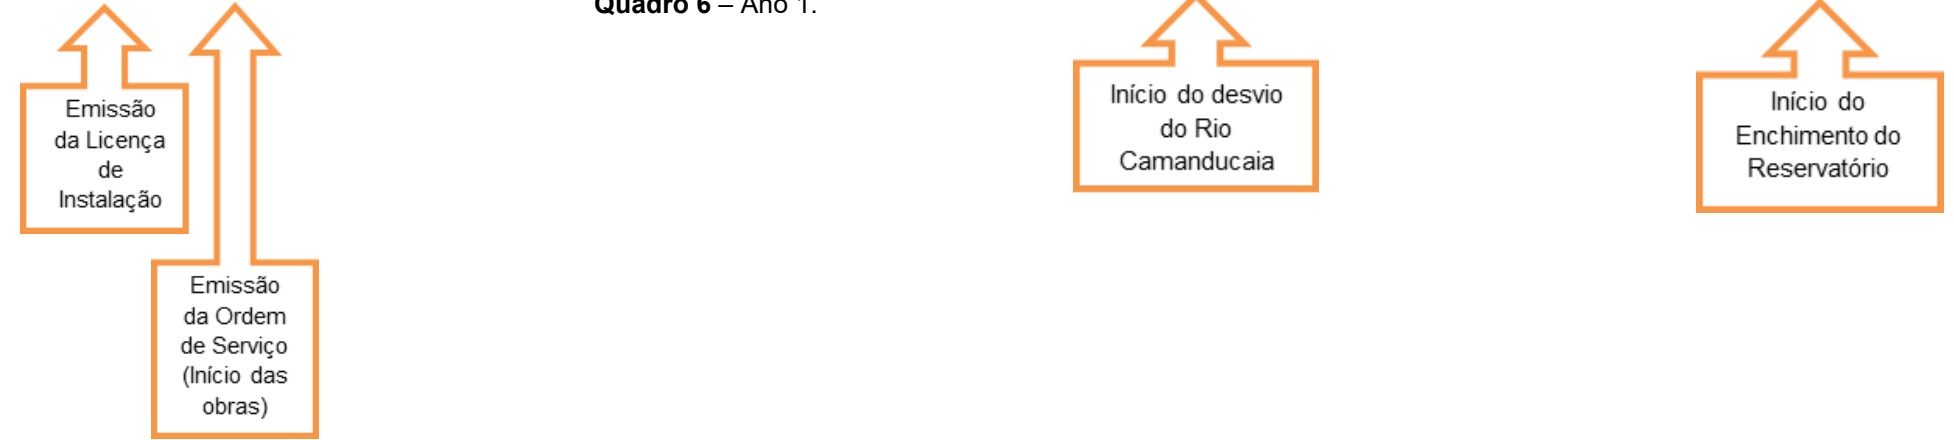 Quadro 6 – Ano 1.
Emissão
da Licença
de
Instalação
Emissão
da Ordem
de Serviço
(Início das
obras)
Início do desvio
do Rio
Camanducaia
Início do
Enchimento do
Reservatório